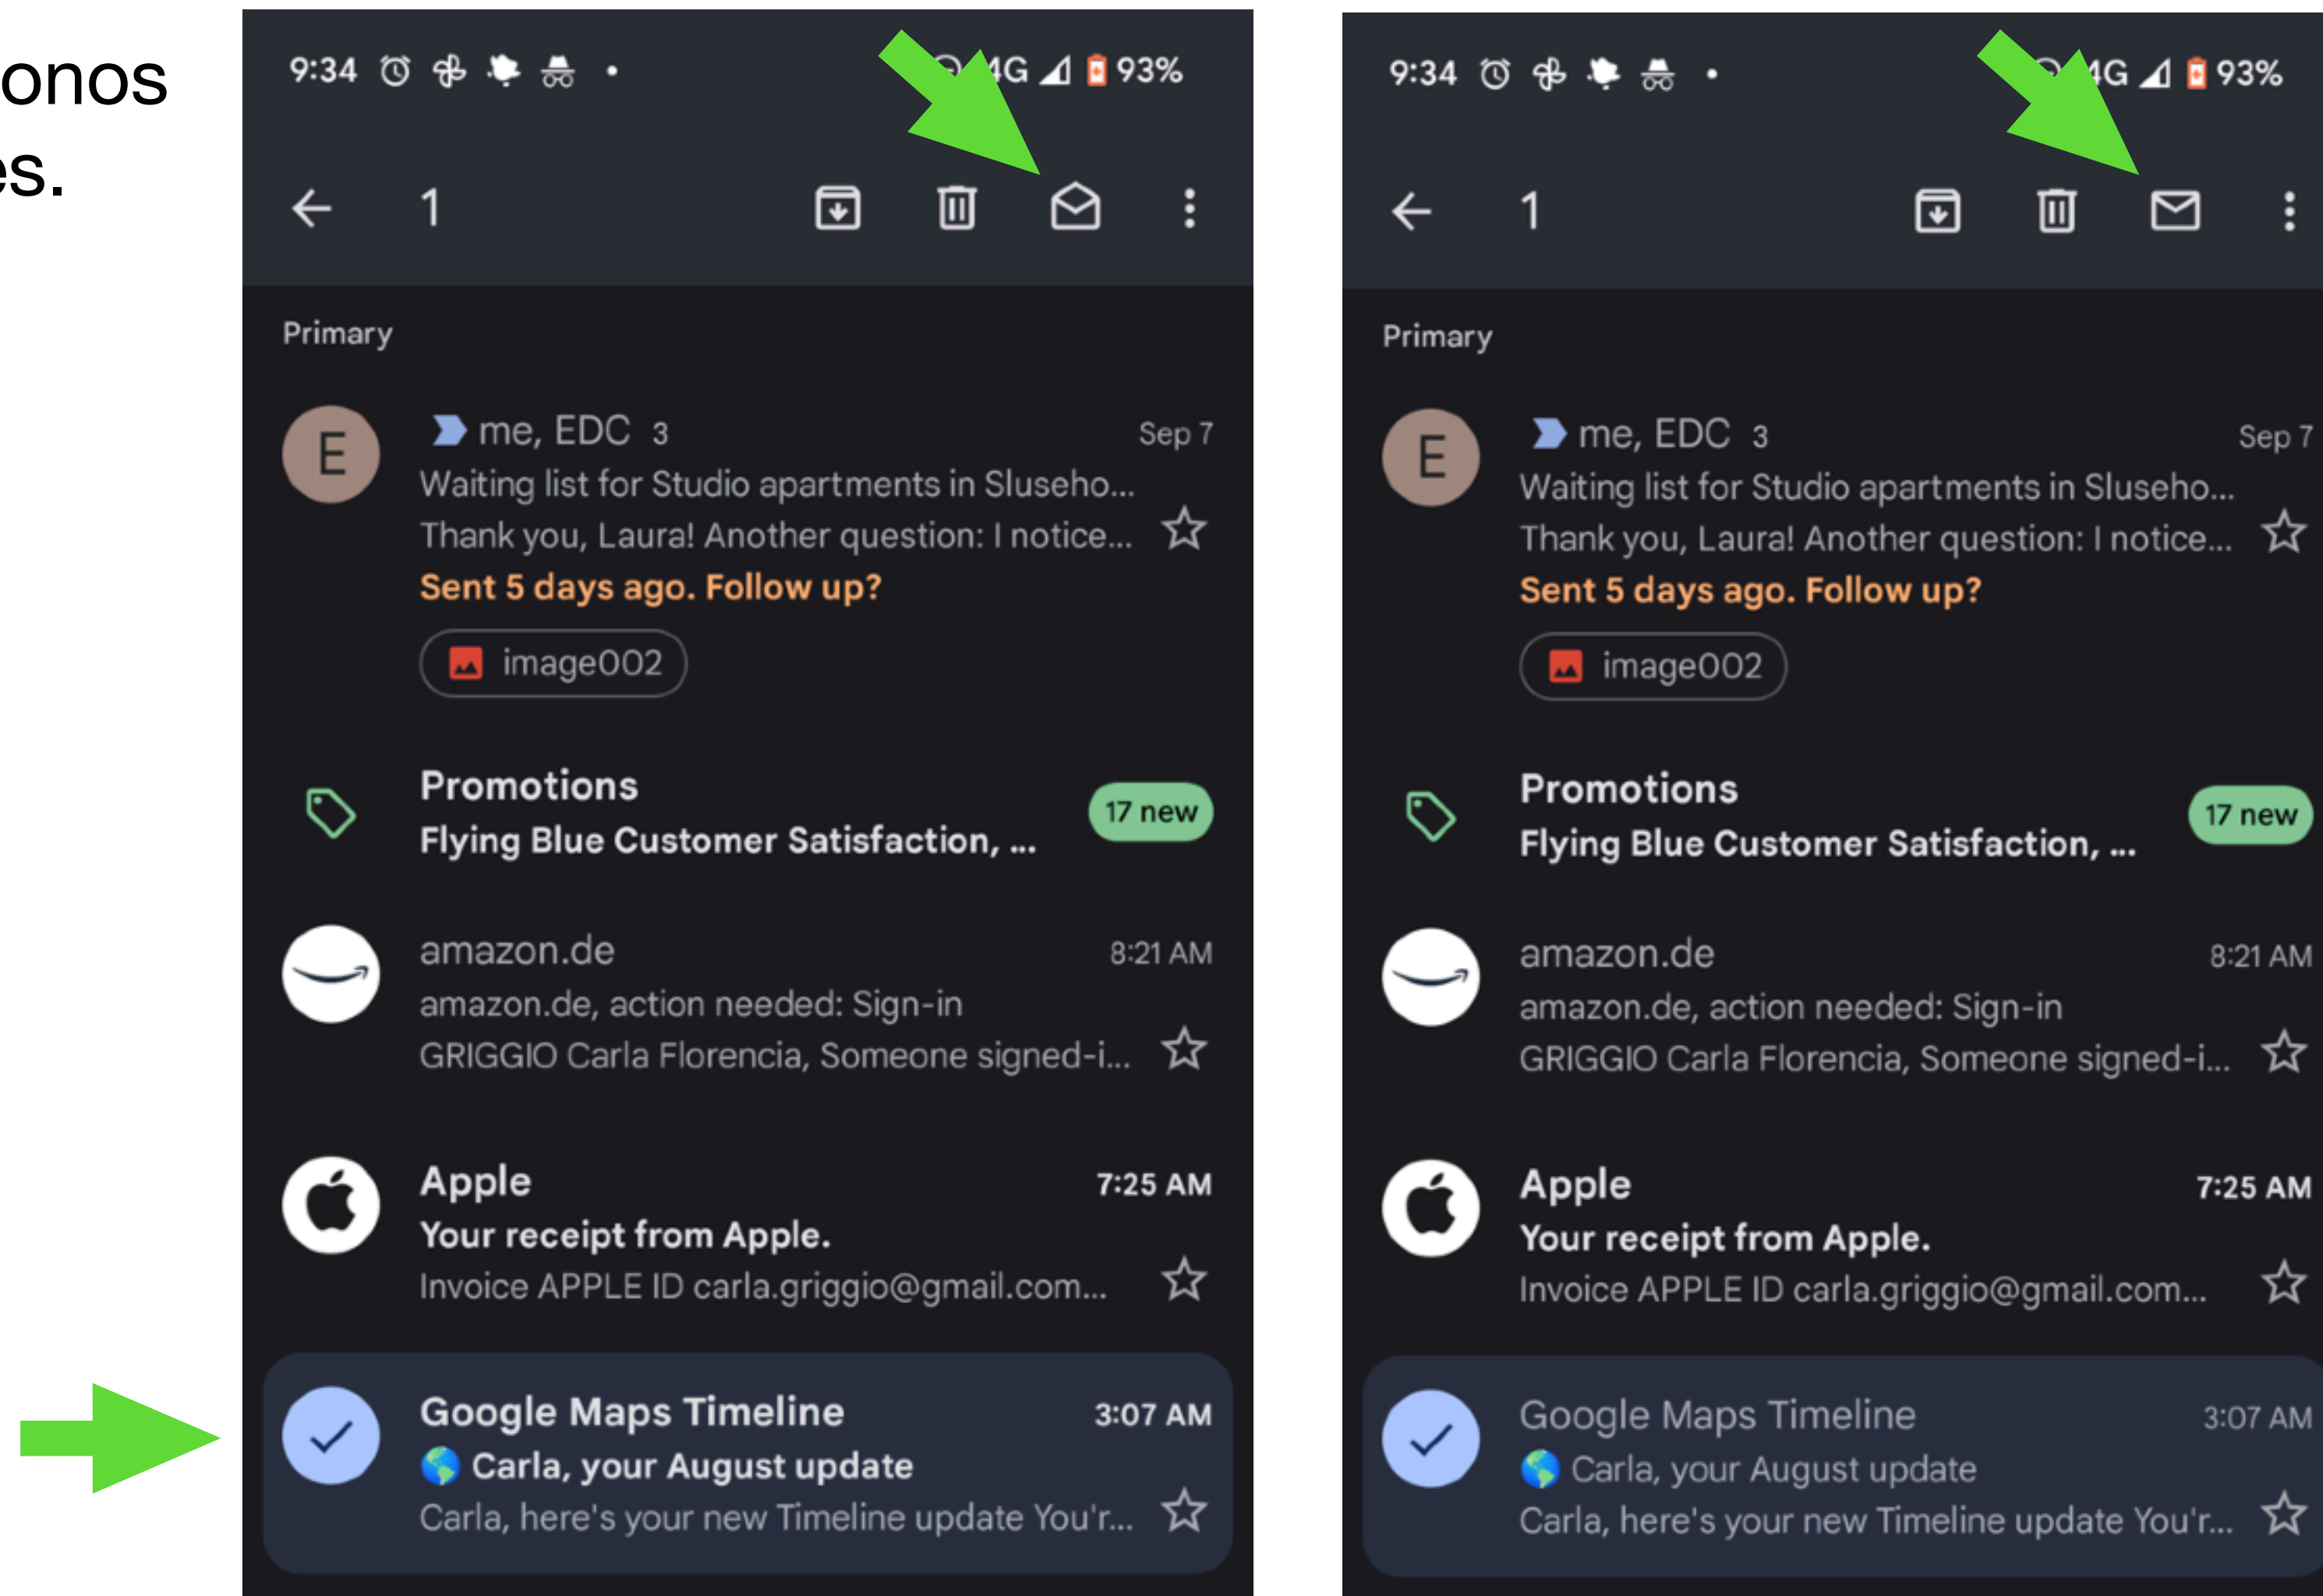 onos
es.
9:34 4G 93%
1
Primary
E
me, EDC 3 Sep 7
Waiting list for Studio apartments in Sluseho...
Thank you, Laura! Another question: I notice...
Sent 5 days ago. Follow up?
image002
Promotions
17 new
Flying Blue Customer Satisfaction, ...
amazon.de 8:21 AM
amazon.de, action needed: Sign-in
GRIGGIO Carla Florencia, Someone signed-i...
Apple 7:25 AM
Your receipt from Apple.
Invoice APPLE ID carla.griggio@gmail.com...
Google Maps Timeline 3:07 AM
🌎 Carla, your August update
Carla, here's your new Timeline update You'r...
9:34 4G 93%
1
Primary
E
me, EDC 3 Sep 7
Waiting list for Studio apartments in Sluseho...
Thank you, Laura! Another question: I notice...
Sent 5 days ago. Follow up?
image002
Promotions
17 new
Flying Blue Customer Satisfaction, ...
amazon.de 8:21 AM
amazon.de, action needed: Sign-in
GRIGGIO Carla Florencia, Someone signed-i...
Apple 7:25 AM
Your receipt from Apple.
Invoice APPLE ID carla.griggio@gmail.com...
Google Maps Timeline 3:07 AM
🌎 Carla, your August update
Carla, here's your new Timeline update You'r...